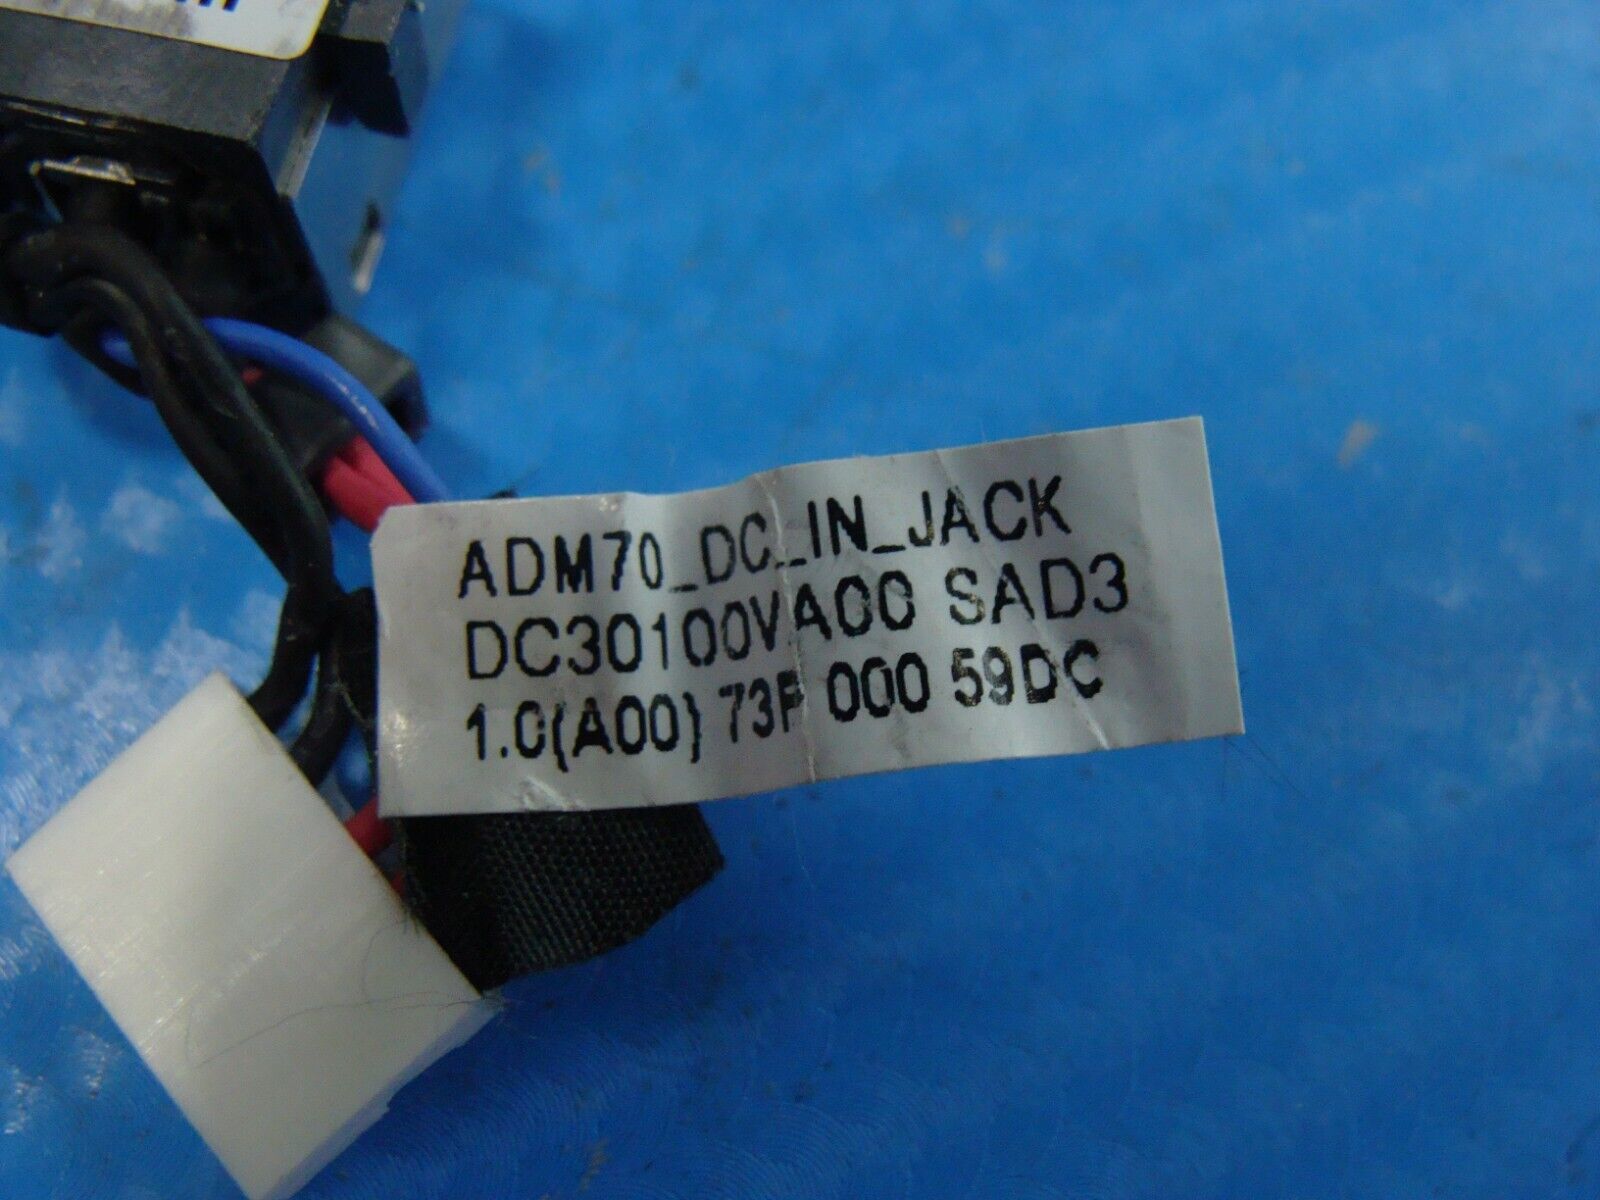 ADM70_DC_IN_JACK
DC30100VA00 SAD3
1.0(A00) 73P 000 59DC